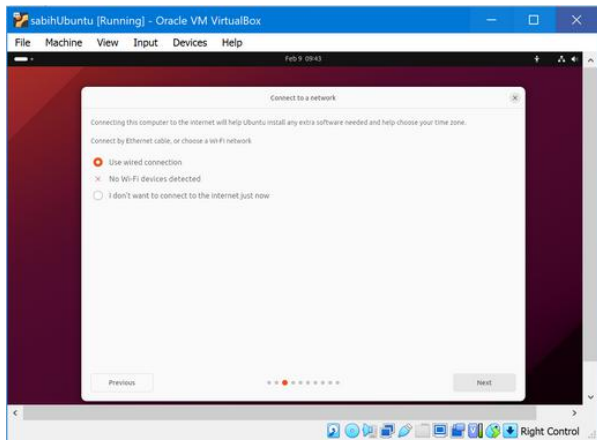 sabihUbuntu [Running] - Oracle VM VirtualBox
File Machine View Input Devices Help
Feb 9 09:43
Connect to a network
Connecting this computer to the internet will help Ubuntu install any extra software needed and help choose your time zone.
Connect by Ethernet cable, or choose a Wi-Fi network
Use wired connection
No Wi-Fi devices detected
I don't want to connect to the internet just now
Previous
Next
Right Control